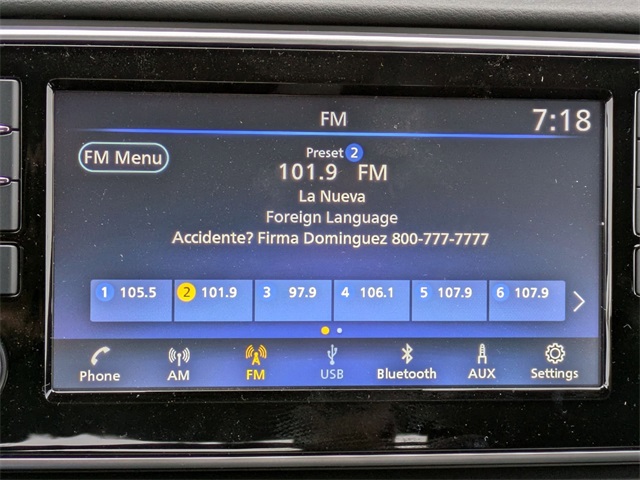 FM 7:18
FM Menu
Preset 2
101.9 FM
La Nueva
Foreign Language
Accidente? Firma Dominguez 800-777-7777
1 105.5 2 101.9 3 97.9 4 106.1 5 107.9 6 107.9
Phone AM FM USB Bluetooth AUX Settings